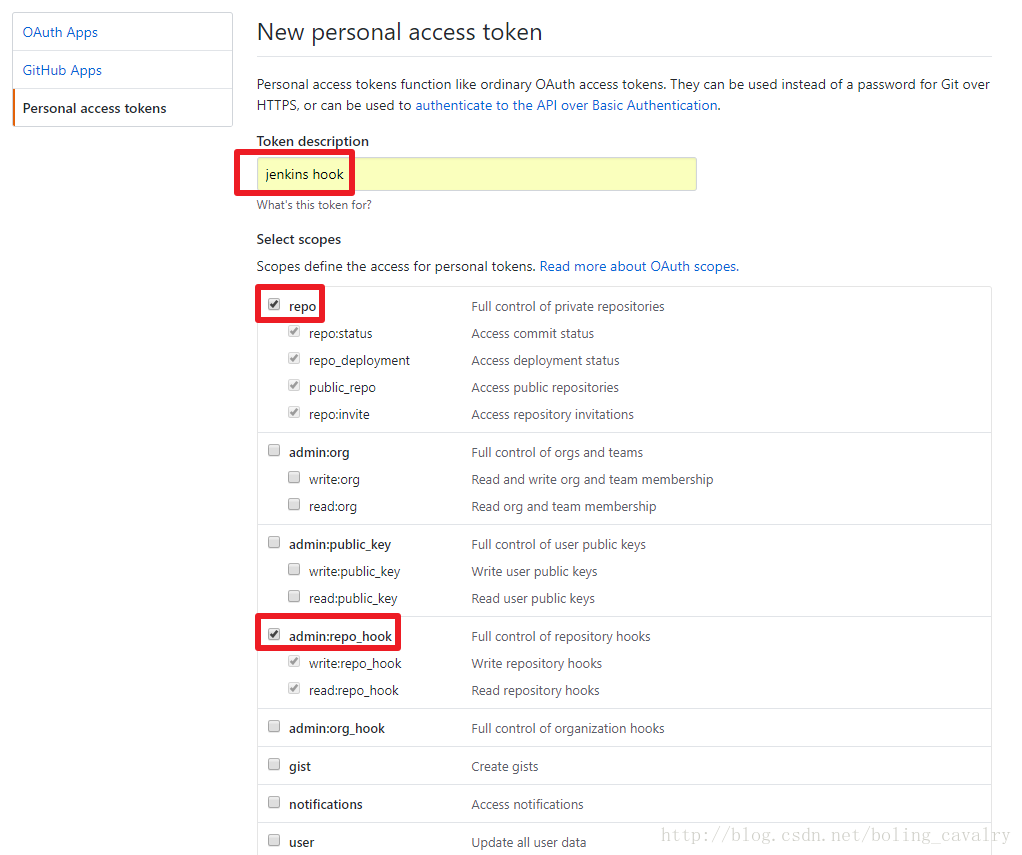 OAuth Apps
GitHub Apps
Personal access tokens
New personal access token
Personal access tokens function like ordinary OAuth access tokens. They can be used instead of a password for Git over
HTTPS, or can be used to authenticate to the API over Basic Authentication.
Token description
jenkins hook
What's this token for?
Select scopes
Scopes define the access for personal tokens. Read more about OAuth scopes.
repo Full control of private repositories
repo:status Access commit status
repo_deployment Access deployment status
public_repo Access public repositories
repo:invite Access repository invitations
admin:org Full control of orgs and teams
write:org Read and write org and team membership
read:org Read org and team membership
admin:public_key Full control of user public keys
write:public_key Write user public keys
read:public_key Read user public keys
admin:repo_hook Full control of repository hooks
write:repo_hook Write repository hooks
read:repo_hook Read repository hooks
admin:org_hook Full control of organization hooks
gist Create gists
notifications Access notifications
user Update all user data
http://blog.csdn.net/boling_cavalry